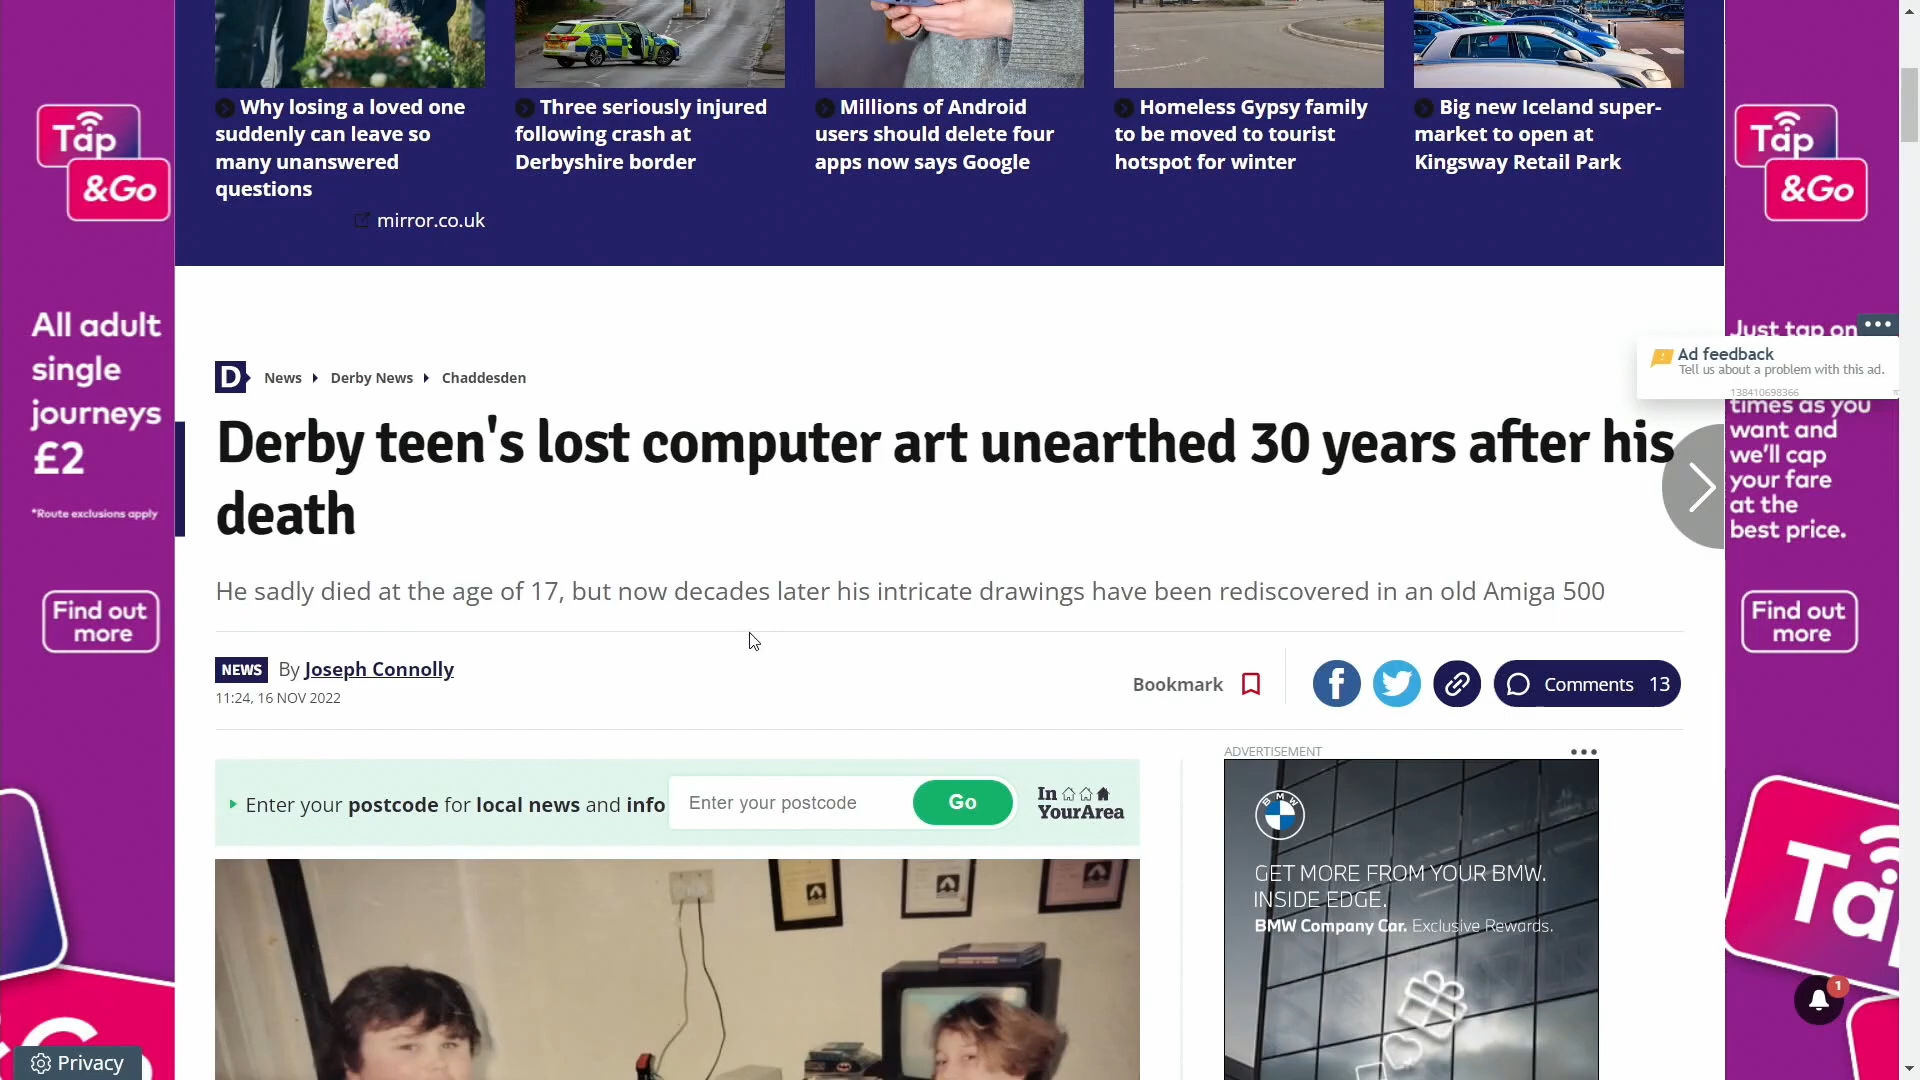 Why losing a loved one
suddenly can leave so
many unanswered
questions
mirror.co.uk
Three seriously injured
following crash at
Derbyshire border
Millions of Android
users should delete four
apps now says Google
Homeless Gypsy family
to be moved to tourist
hotspot for winter
Big new Iceland super-
market to open at
Kingsway Retail Park
Tap
&Go
All adult
single
journeys
£2
*Route exclusions apply
Find out
more
D News Derby News Chaddesden
Derby teen's lost computer art unearthed 30 years after his
death
He sadly died at the age of 17, but now decades later his intricate drawings have been rediscovered in an old Amiga 500
NEWS By Joseph Connolly
11:24, 16 NOV 2022
Bookmark
Comments 13
Enter your postcode for local news and info
Enter your postcode
Go
In
YourArea
ADVERTISEMENT
BMW
GET MORE FROM YOUR BMW.
INSIDE EDGE.
BMW Company Car. Exclusive Rewards.
Tap
&Go
Just tap on
Ad feedback
Tell us about a problem with this ad.
138410698366
times as you
want and
we'll cap
your fare
at the
best price.
Find out
more
Ta
1
Privacy